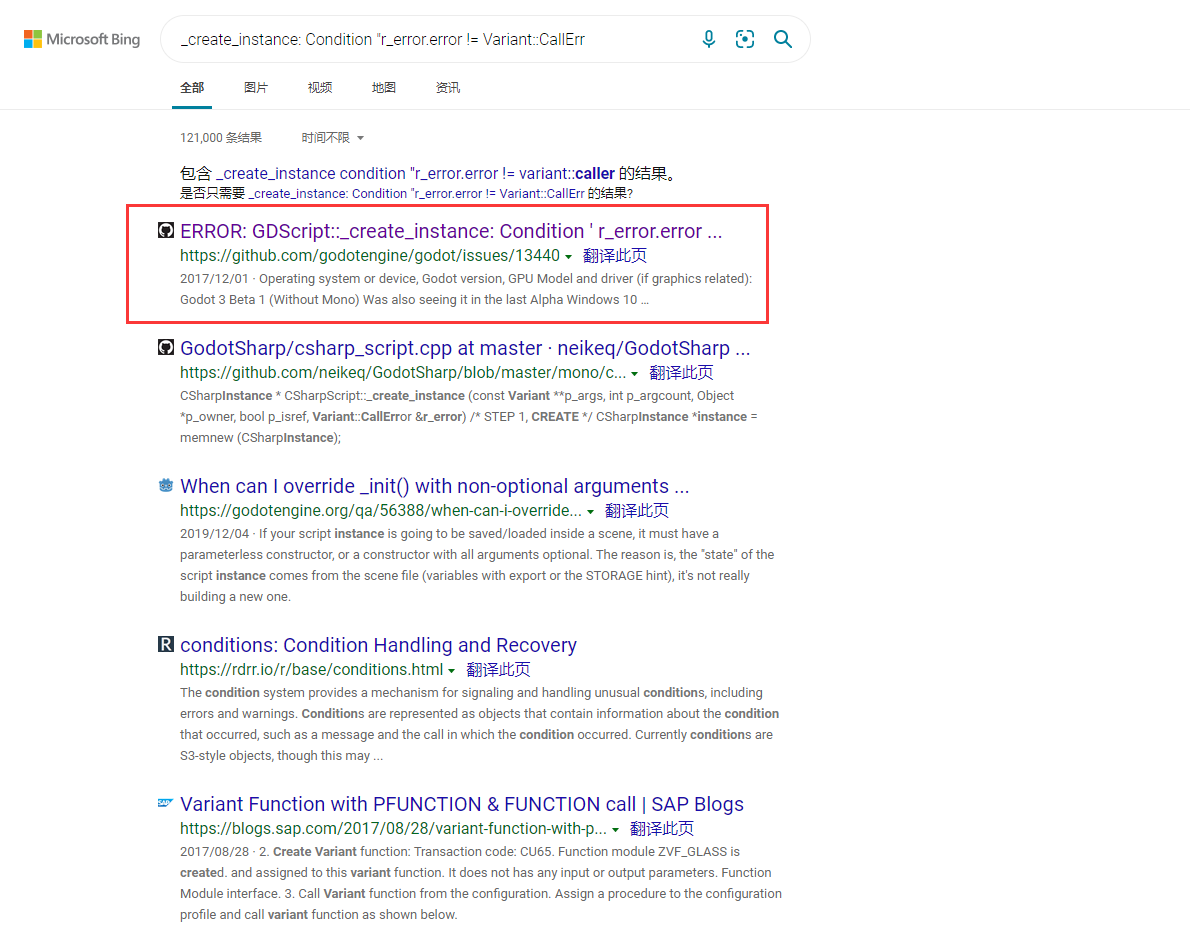 Microsoft Bing
_create_instance: Condition "r_error.error != Variant::CallErr
全部 图片 视频 地图 资讯
121,000 条结果 时间不限
包含 _create_instance condition "r_error.error != variant::caller 的结果。
是否只需要 _create_instance: Condition "r_error.error != Variant::CallErr 的结果?
ERROR: GDScript::_create_instance: Condition ' r_error.error ...
https://github.com/godotengine/godot/issues/13440 翻译此页
2017/12/01 · Operating system or device, Godot version, GPU Model and driver (if graphics related):
Godot 3 Beta 1 (Without Mono) Was also seeing it in the last Alpha Windows 10 ...
GodotSharp/csharp_script.cpp at master · neikeq/GodotSharp ...
https://github.com/neikeq/GodotSharp/blob/master/mono/c... 翻译此页
CSharpInstance * CSharpScript::_create_instance (const Variant **p_args, int p_argcount, Object
*p_owner, bool p_isref, Variant::CallError &r_error) /* STEP 1, CREATE */ CSharpInstance *instance =
memnew (CSharpInstance);
When can I override _init() with non-optional arguments ...
https://godotengine.org/qa/56388/when-can-i-override... 翻译此页
2019/12/04 · If your script instance is going to be saved/loaded inside a scene, it must have a
parameterless constructor, or a constructor with all arguments optional. The reason is, the "state" of the
script instance comes from the scene file (variables with export or the STORAGE hint), it's not really
building a new one.
R conditions: Condition Handling and Recovery
https://rdrr.io/r/base/conditions.html 翻译此页
The condition system provides a mechanism for signaling and handling unusual conditions, including
errors and warnings. Conditions are represented as objects that contain information about the condition
that occurred, such as a message and the call in which the condition occurred. Currently conditions are
S3-style objects, though this may ...
SAP Variant Function with PFUNCTION & FUNCTION call | SAP Blogs
https://blogs.sap.com/2017/08/28/variant-function-with-p... 翻译此页
2017/08/28 · 2. Create Variant function: Transaction code: CU65. Function module ZVF_GLASS is
created. and assigned to this variant function. It does not has any input or output parameters. Function
Module interface. 3. Call Variant function from the configuration. Assign a procedure to the configuration
profile and call variant function as shown below.